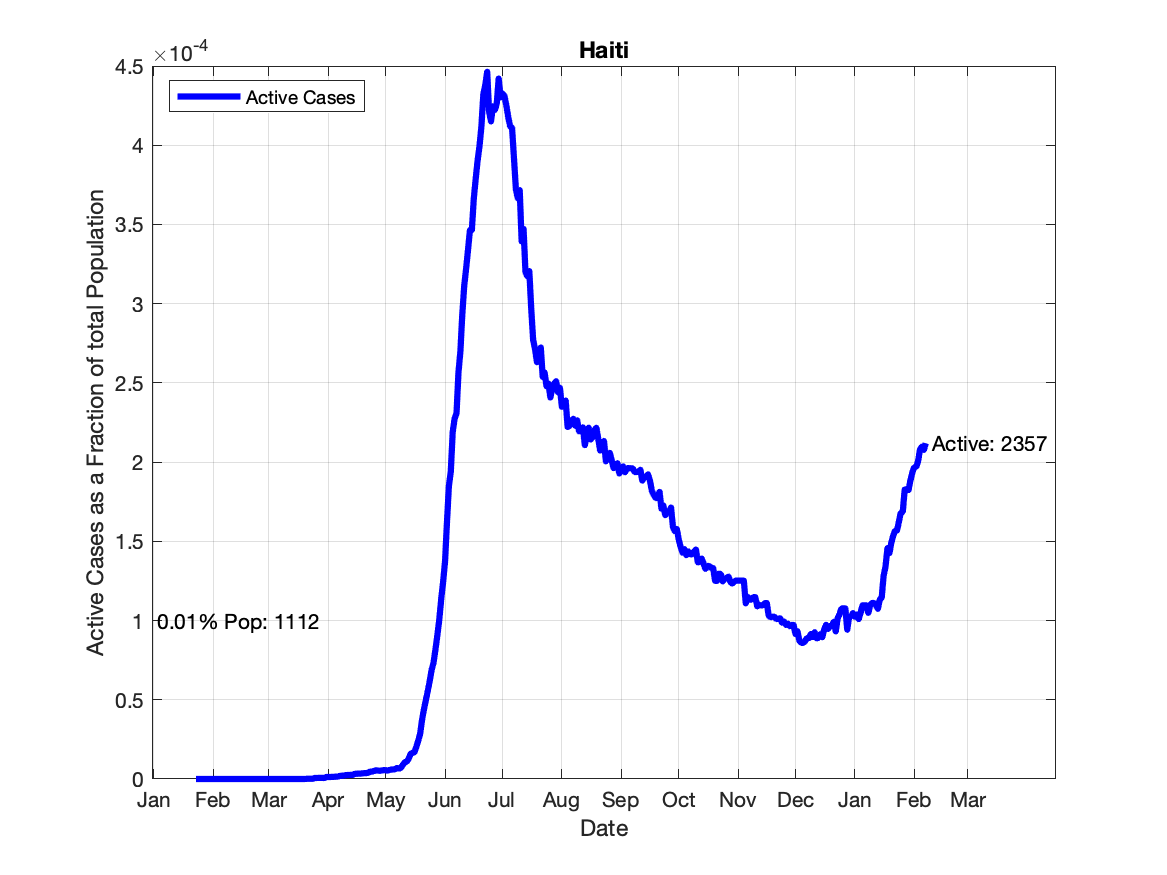 Haiti
×10-4
Active Cases
4.5
4
3.5
3
2.5
2
1.5
1
0.5
0
Active Cases as a Fraction of total Population
0.01% Pop: 1112
Active: 2357
Jan Feb Mar Apr May Jun Jul Aug Sep Oct Nov Dec Jan Feb Mar
Date